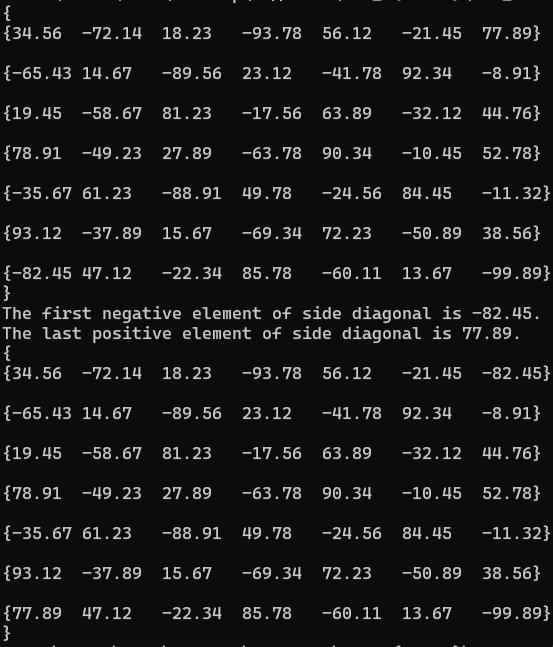 {
{34.56  -72.14  18.23   -93.78  56.12   -21.45  77.89}
{-65.43 14.67   -89.56  23.12   -41.78  92.34   -8.91}
{19.45  -58.67  81.23   -17.56  63.89   -32.12  44.76}
{78.91  -49.23  27.89   -63.78  90.34   -10.45  52.78}
{-35.67 61.23   -88.91  49.78   -24.56  84.45   -11.32}
{93.12  -37.89  15.67   -69.34  72.23   -50.89  38.56}
{-82.45 47.12   -22.34  85.78   -60.11  13.67   -99.89}
}
The first negative element of side diagonal is -82.45.
The last positive element of side diagonal is 77.89.
{
{34.56  -72.14  18.23   -93.78  56.12   -21.45  -82.45}
{-65.43 14.67   -89.56  23.12   -41.78  92.34   -8.91}
{19.45  -58.67  81.23   -17.56  63.89   -32.12  44.76}
{78.91  -49.23  27.89   -63.78  90.34   -10.45  52.78}
{-35.67 61.23   -88.91  49.78   -24.56  84.45   -11.32}
{93.12  -37.89  15.67   -69.34  72.23   -50.89  38.56}
{77.89  47.12   -22.34  85.78   -60.11  13.67   -99.89}
}